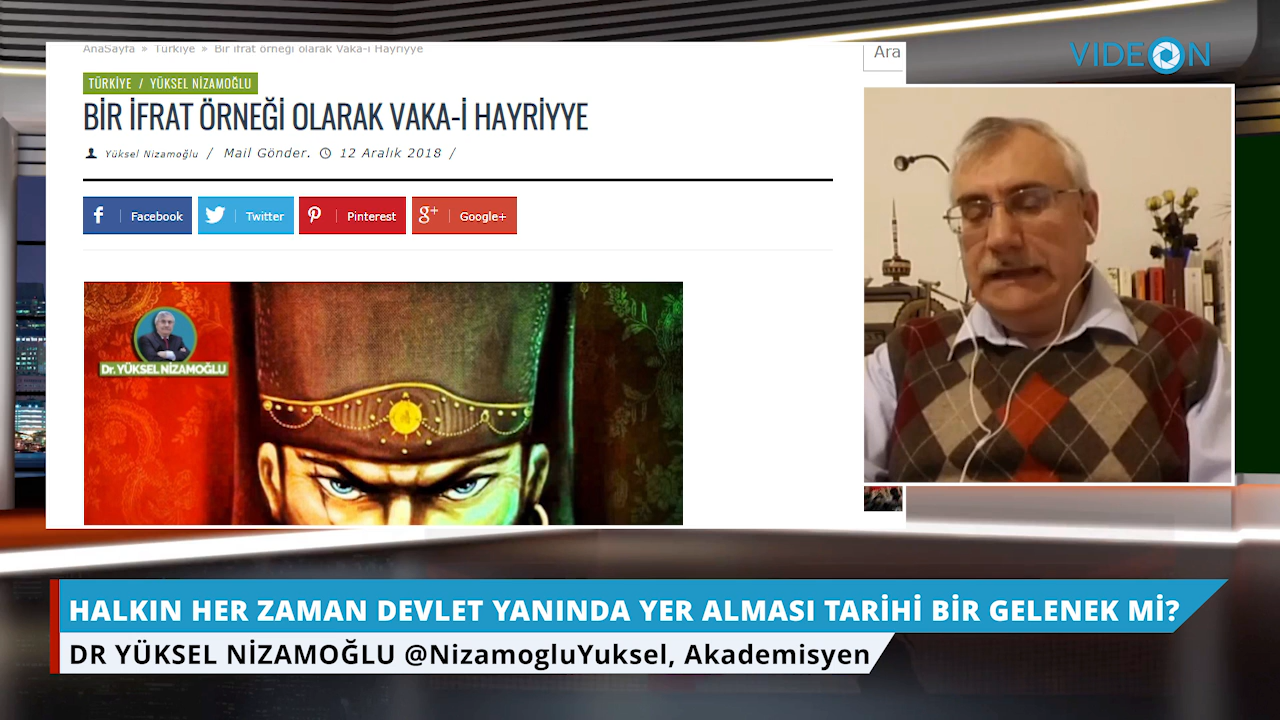 VIDEON
AnaSayfa » Türkiye » Bir ifrat örneği olarak Vaka-i Hayriyye
Ara
TÜRKİYE / YÜKSEL NİZAMOĞLU
BİR İFRAT ÖRNEĞİ OLARAK VAKA-İ HAYRİYYE
Yüksel Nizamoğlu / Mail Gönder. 12 Aralık 2018 /
Facebook Twitter Pinterest Google+
Dr. YÜKSEL NİZAMOĞLU
HALKIN HER ZAMAN DEVLET YANINDA YER ALMASI TARİHİ BİR GELENEK Mİ?
DR YÜKSEL NİZAMOĞLU @NizamogluYuksel, Akademisyen